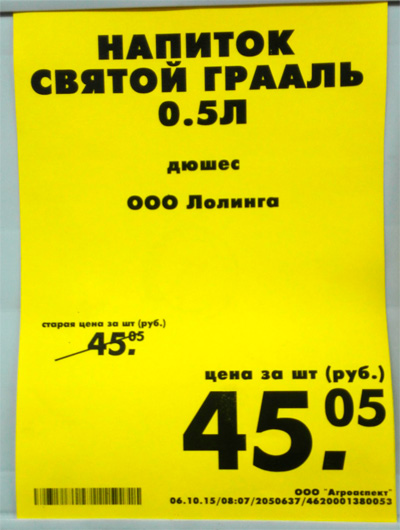 НАПИТОК
СВЯТОЙ ГРААЛЬ
0.5Л
дюшес
ООО Лолинга
старая цена за шт (руб.)
45.05
цена за шт (руб.)
45.05
ООО "Агроаспект"
06.10.15/08:07/2050637/4620001380053